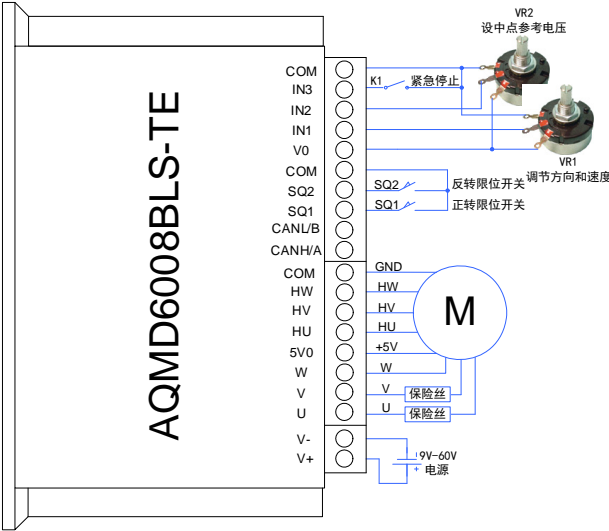 AQMD6008BLS-TE
VR2
设中点参考电压
COM
IN3
K1
紧急停止
IN2
IN1
V0
VR1
调节方向和速度
COM
SQ2
SQ2
反转限位开关
SQ1
SQ1
正转限位开关
CANL/B
CANH/A
COM
GND
HW
HW
HV
HV
HU
HU
5V0
+5V
W
W
V
V
保险丝
U
U
保险丝
M
V-
V+
9V-60V
+
电源